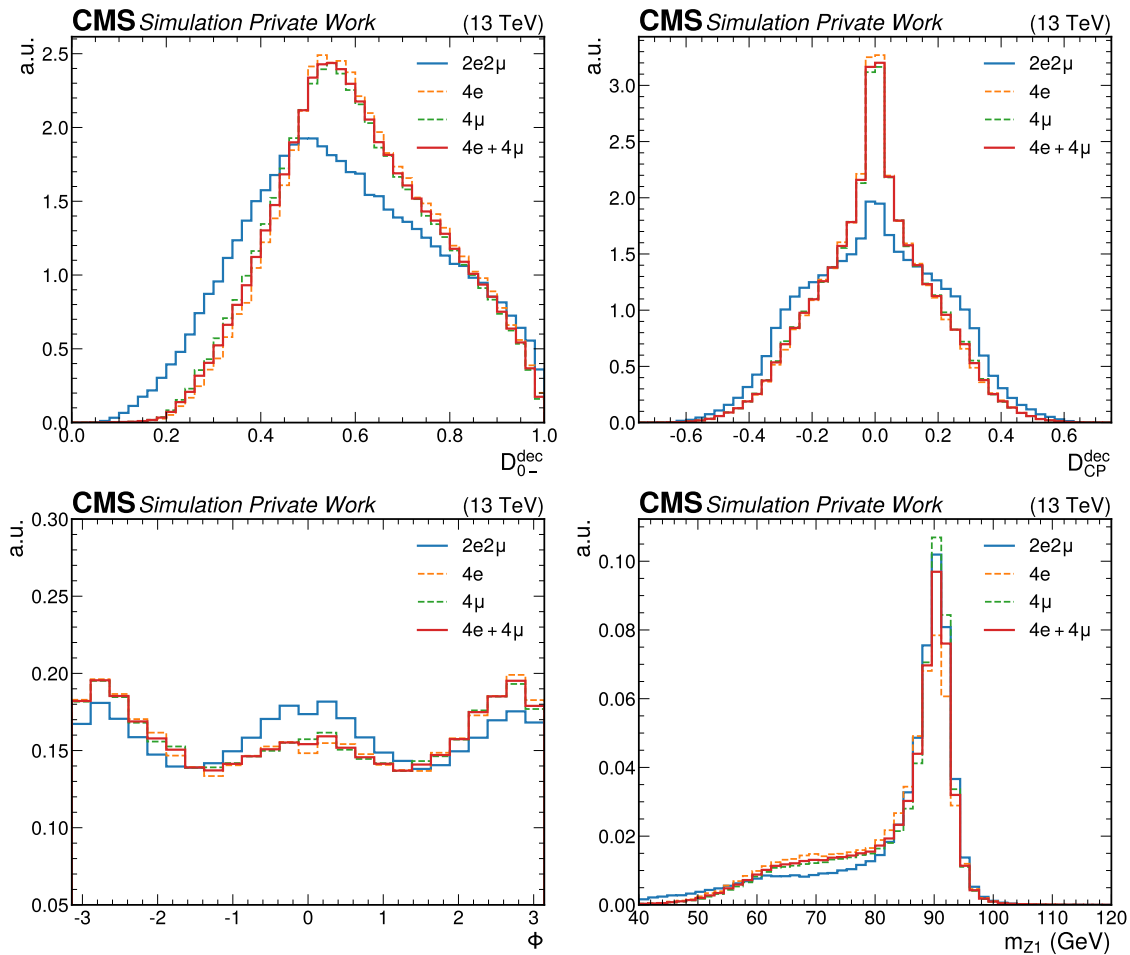 CMS Simulation Private Work (13 TeV)
a.u.
2.5
2.0
1.5
1.0
0.5
0.0
2e2μ
4e
4μ
4e + 4μ
0.0 0.2 0.4 0.6 0.8 1.0
D0−dec
CMS Simulation Private Work (13 TeV)
a.u.
3.0
2.5
2.0
1.5
1.0
0.5
0.0
2e2μ
4e
4μ
4e + 4μ
-0.6 -0.4 -0.2 0.0 0.2 0.4 0.6
DCPdec
CMS Simulation Private Work (13 TeV)
a.u.
0.30
0.25
0.20
0.15
0.10
0.05
2e2μ
4e
4μ
4e + 4μ
-3 -2 -1 0 1 2 3
Φ
CMS Simulation Private Work (13 TeV)
a.u.
0.10
0.08
0.06
0.04
0.02
0.00
2e2μ
4e
4μ
4e + 4μ
40 50 60 70 80 90 100 110 120
mZ1 (GeV)